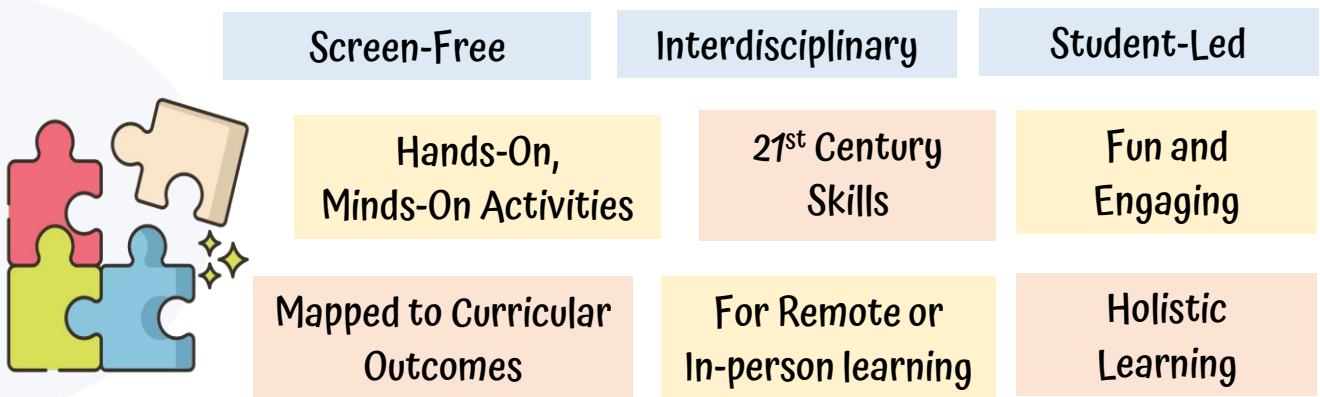 Screen-Free
Interdisciplinary
Student-Led
Hands-On,
Minds-On Activities
21st Century
Skills
Fun and
Engaging
Mapped to Curricular
Outcomes
For Remote or
In-person learning
Holistic
Learning